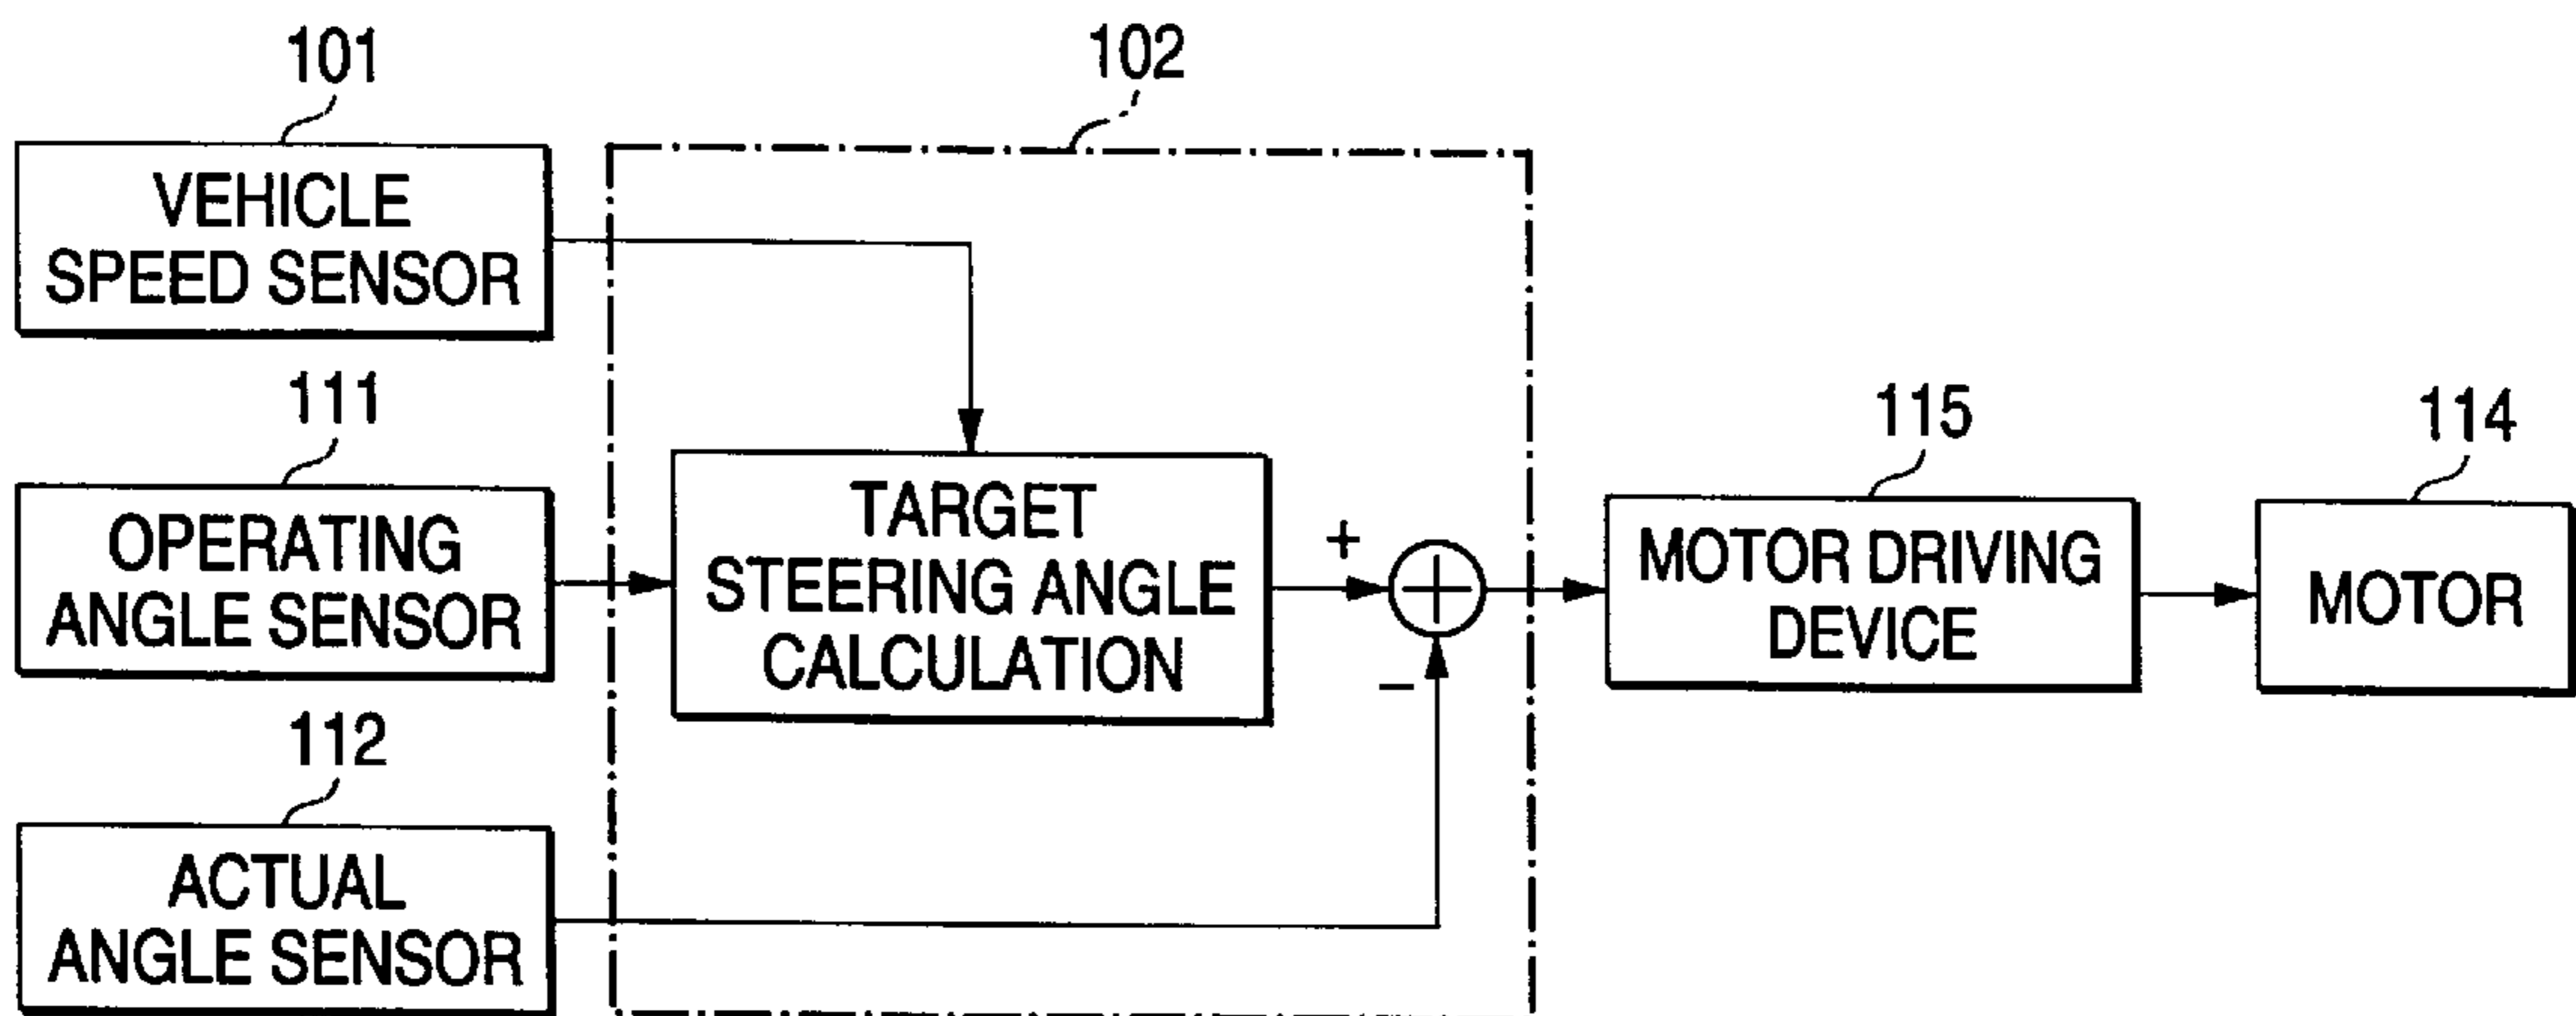 101
102
VEHICLE
SPEED SENSOR
111
115
114
OPERATING
ANGLE SENSOR
TARGET
STEERING ANGLE
CALCULATION
+
−
MOTOR DRIVING
DEVICE
MOTOR
112
ACTUAL
ANGLE SENSOR